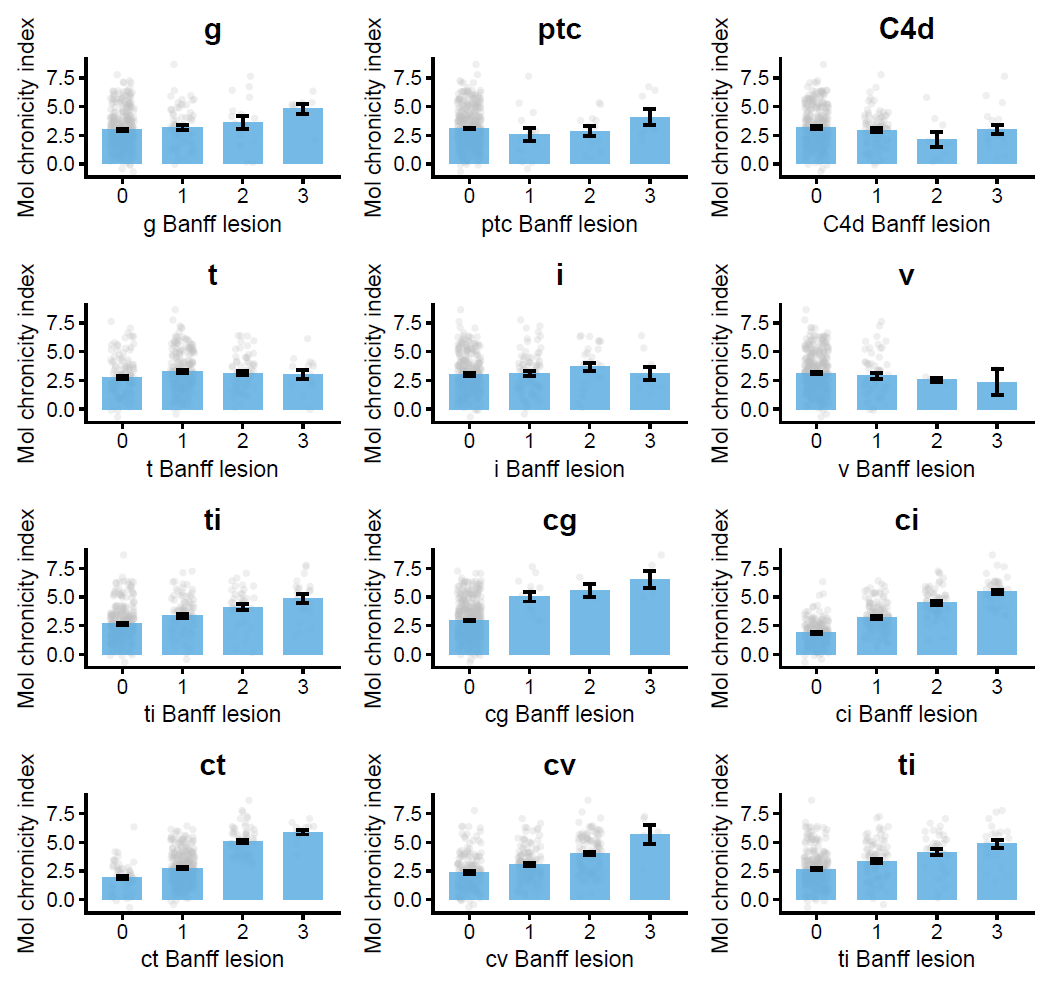 g ptc C4d
Mol chronicity index Mol chronicity index Mol chronicity index
7.5 7.5 7.5
5.0 5.0 5.0
2.5 2.5 2.5
0.0 0.0 0.0
0 1 2 3 0 1 2 3 0 1 2 3
g Banff lesion ptc Banff lesion C4d Banff lesion
t i v
Mol chronicity index Mol chronicity index Mol chronicity index
7.5 7.5 7.5
5.0 5.0 5.0
2.5 2.5 2.5
0.0 0.0 0.0
0 1 2 3 0 1 2 3 0 1 2 3
t Banff lesion i Banff lesion v Banff lesion
ti cg ci
Mol chronicity index Mol chronicity index Mol chronicity index
7.5 7.5 7.5
5.0 5.0 5.0
2.5 2.5 2.5
0.0 0.0 0.0
0 1 2 3 0 1 2 3 0 1 2 3
ti Banff lesion cg Banff lesion ci Banff lesion
ct cv ti
Mol chronicity index Mol chronicity index Mol chronicity index
7.5 7.5 7.5
5.0 5.0 5.0
2.5 2.5 2.5
0.0 0.0 0.0
0 1 2 3 0 1 2 3 0 1 2 3
ct Banff lesion cv Banff lesion ti Banff lesion